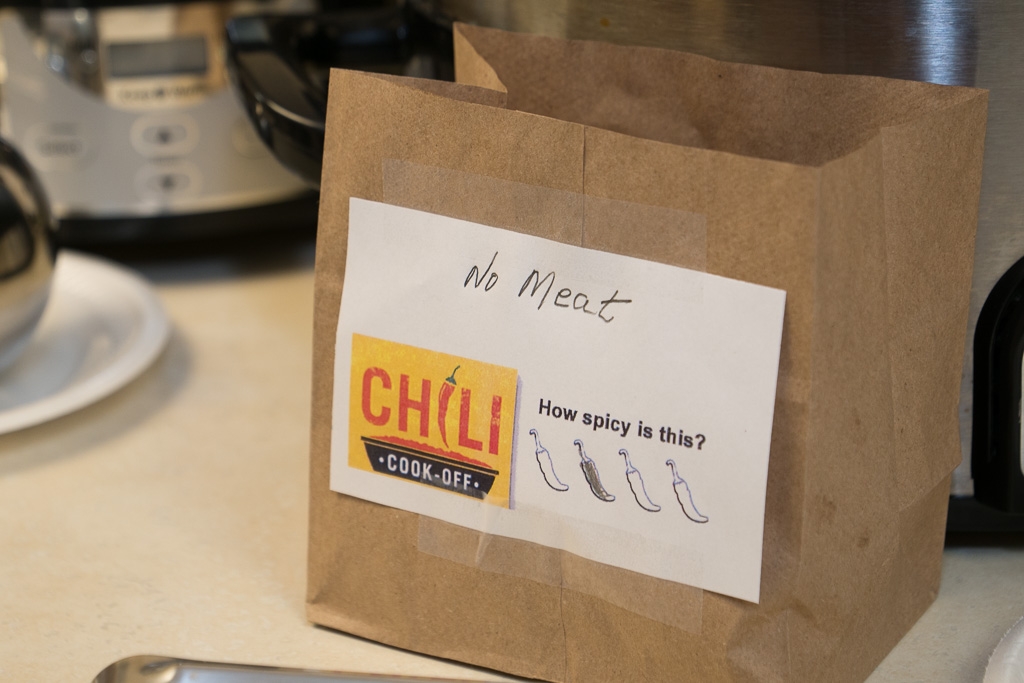 No Meat
CHILI
•COOK-OFF•
How spicy is this?